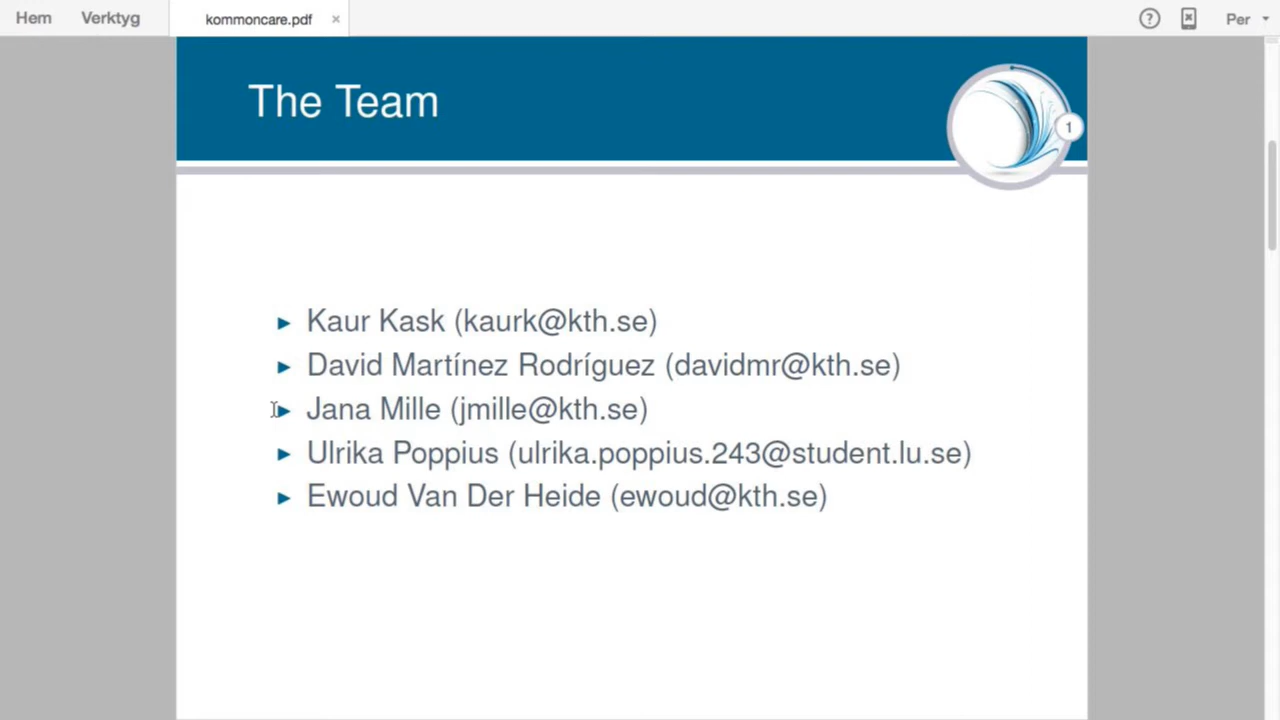 Hem Verktyg kommoncare.pdf × ? Per
The Team
1
► Kaur Kask (kaurk@kth.se)
► David Martínez Rodríguez (davidmr@kth.se)
► Jana Mille (jmille@kth.se)
► Ulrika Poppius (ulrika.poppius.243@student.lu.se)
► Ewoud Van Der Heide (ewoud@kth.se)